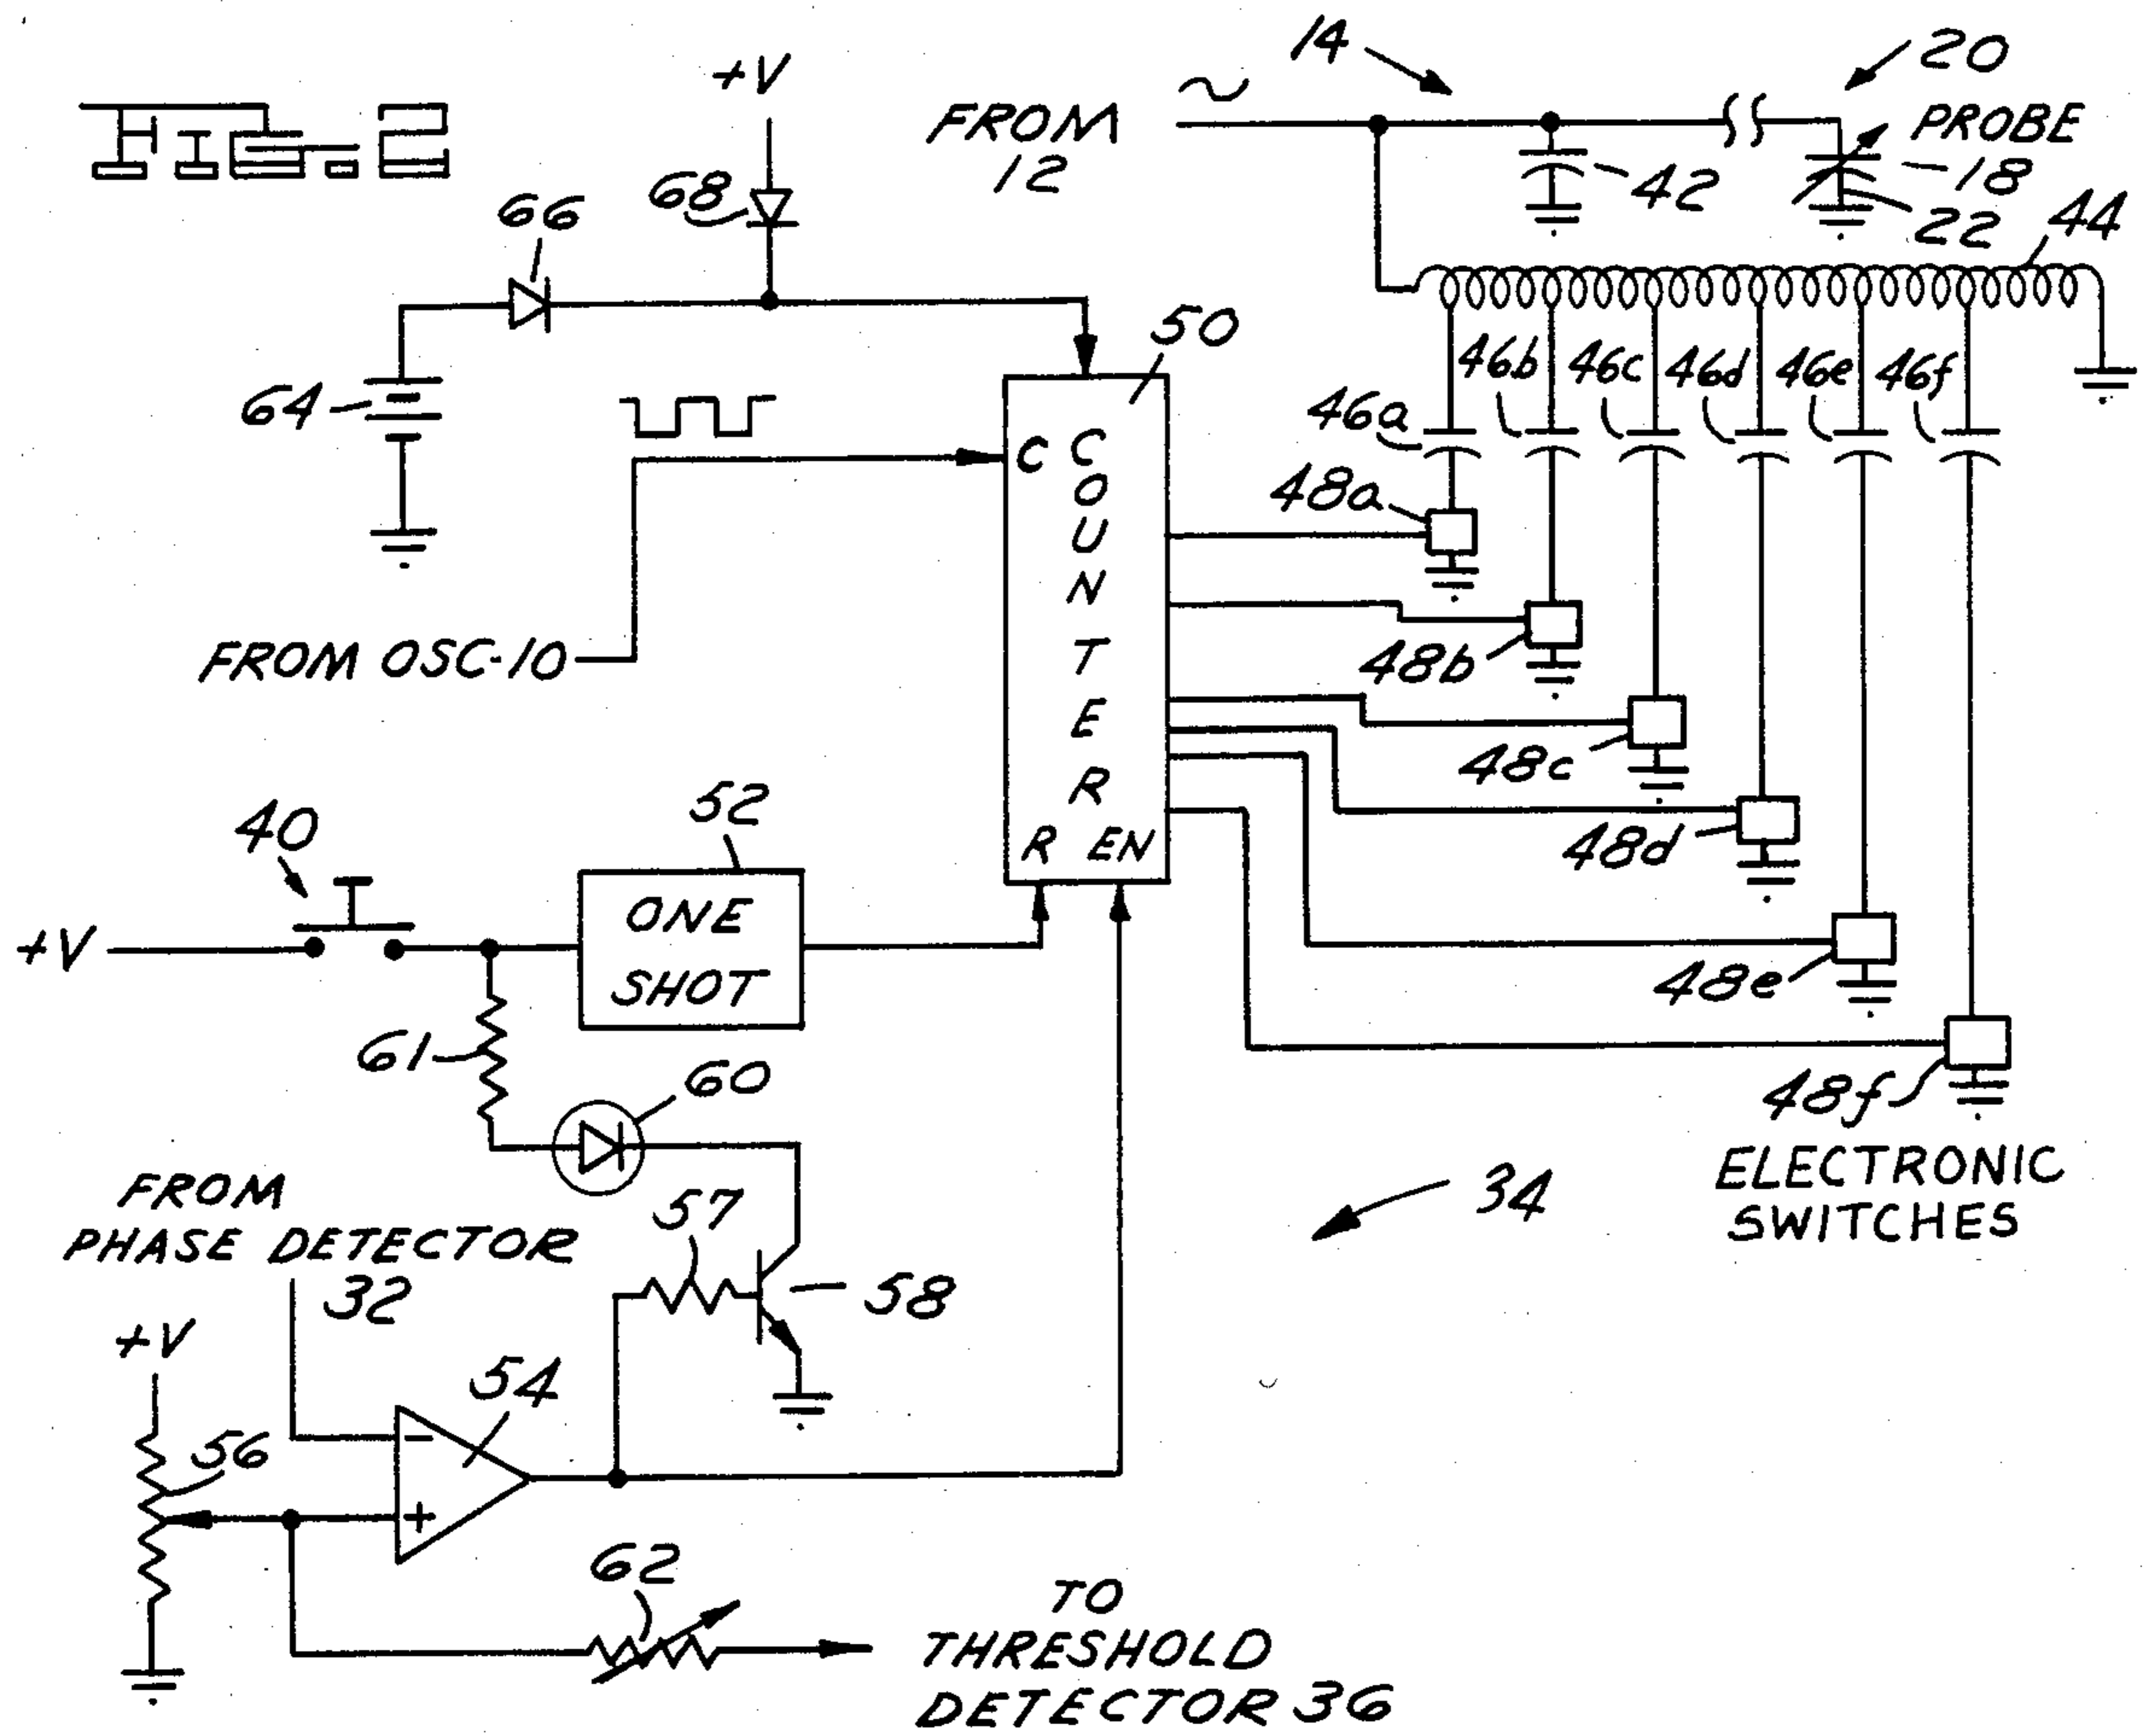 FIG. 2
+V
FROM
12
14
20
PROBE
18
22
42
44
66
68
64
50
46a
46b
46c
46d
46e
46f
C
COUNTER
R
EN
48a
48b
48c
48d
48e
48f
FROM OSC-10
40
52
+V
ONE
SHOT
61
60
ELECTRONIC
SWITCHES
34
FROM
PHASE DETECTOR
32
57
58
+V
54
56
-
+
62
TO
THRESHOLD
DETECTOR 36